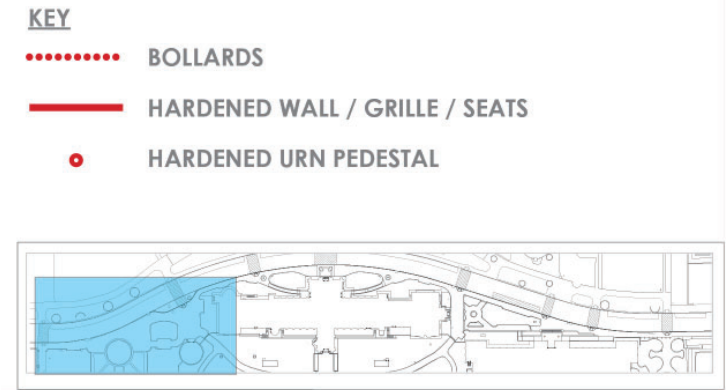 KEY
BOLLARDS
HARDENED WALL / GRILLE / SEATS
HARDENED URN PEDESTAL